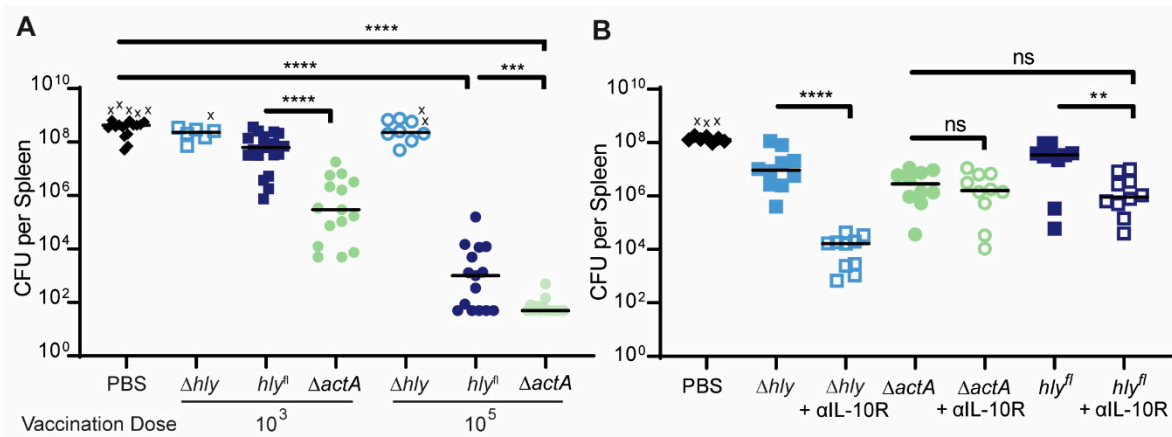 A
****
****
***
****
x x x x x
x
x
x
CFU per Spleen
10^10
10^8
10^6
10^4
10^2
10^0
PBS
Δhly
hly^fl
ΔactA
Δhly
hly^fl
ΔactA
Vaccination Dose
10^3
10^5
B
ns
****
ns
**
x x x
CFU per Spleen
10^10
10^8
10^6
10^4
10^2
10^0
PBS
Δhly
Δhly
+ αIL-10R
ΔactA
ΔactA
+ αIL-10R
hly^fl
hly^fl
+ αIL-10R